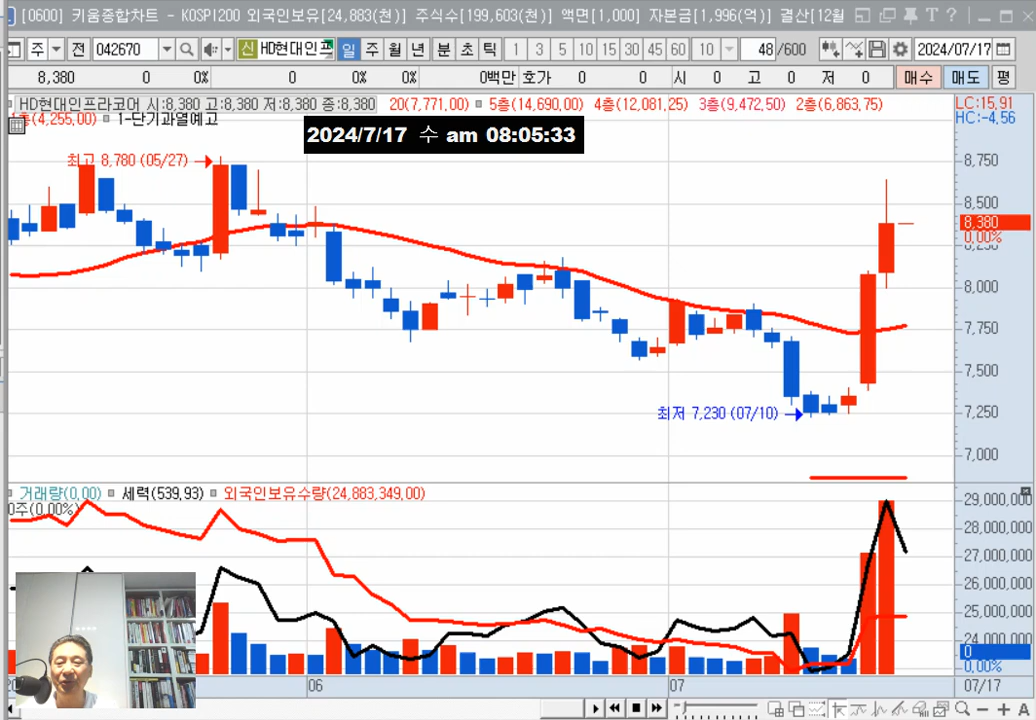 [0600] 키움종합차트 - KOSPI200 외국인보유[24,883(천)] 주식수[199,603(천)] 액면[1,000] 자본금[1,996(억)] 결산[12월
주 전 042670 신 HD현대인프 일 주 월 년 분 초 틱 1 3 5 10 15 30 45 60 10 48 /600 2024/07/17
8,380 0 0% 0 0% 0% 0백만 호가 0 0 시 0 고 0 저 0 매수 매도 평
HD현대인프라코어 시:8,380 고:8,380 저:8,380 종:8,380 20(7,771,00) 5층(14,690,00) 4층(12,081,25) 3층(9,472,50) 2층(6,863,75) LC:15,91
층(4,255,00) 1-단기과열예고 HC:-4,56
2024/7/17 수 am 08:05:33
최고 8,780 (05/27)
8,750
8,500
8,380
0,00%
8,250
8,000
7,750
7,500
최저 7,230 (07/10)
7,250
7,000
거래량(0,00) 세력(539,93) 외국인보유수량(24,883,349,00)
0주(0,00%)
29,000,000
28,000,000
27,000,000
26,000,000
25,000,000
24,000,000
0
0,00%
06 07 07/17